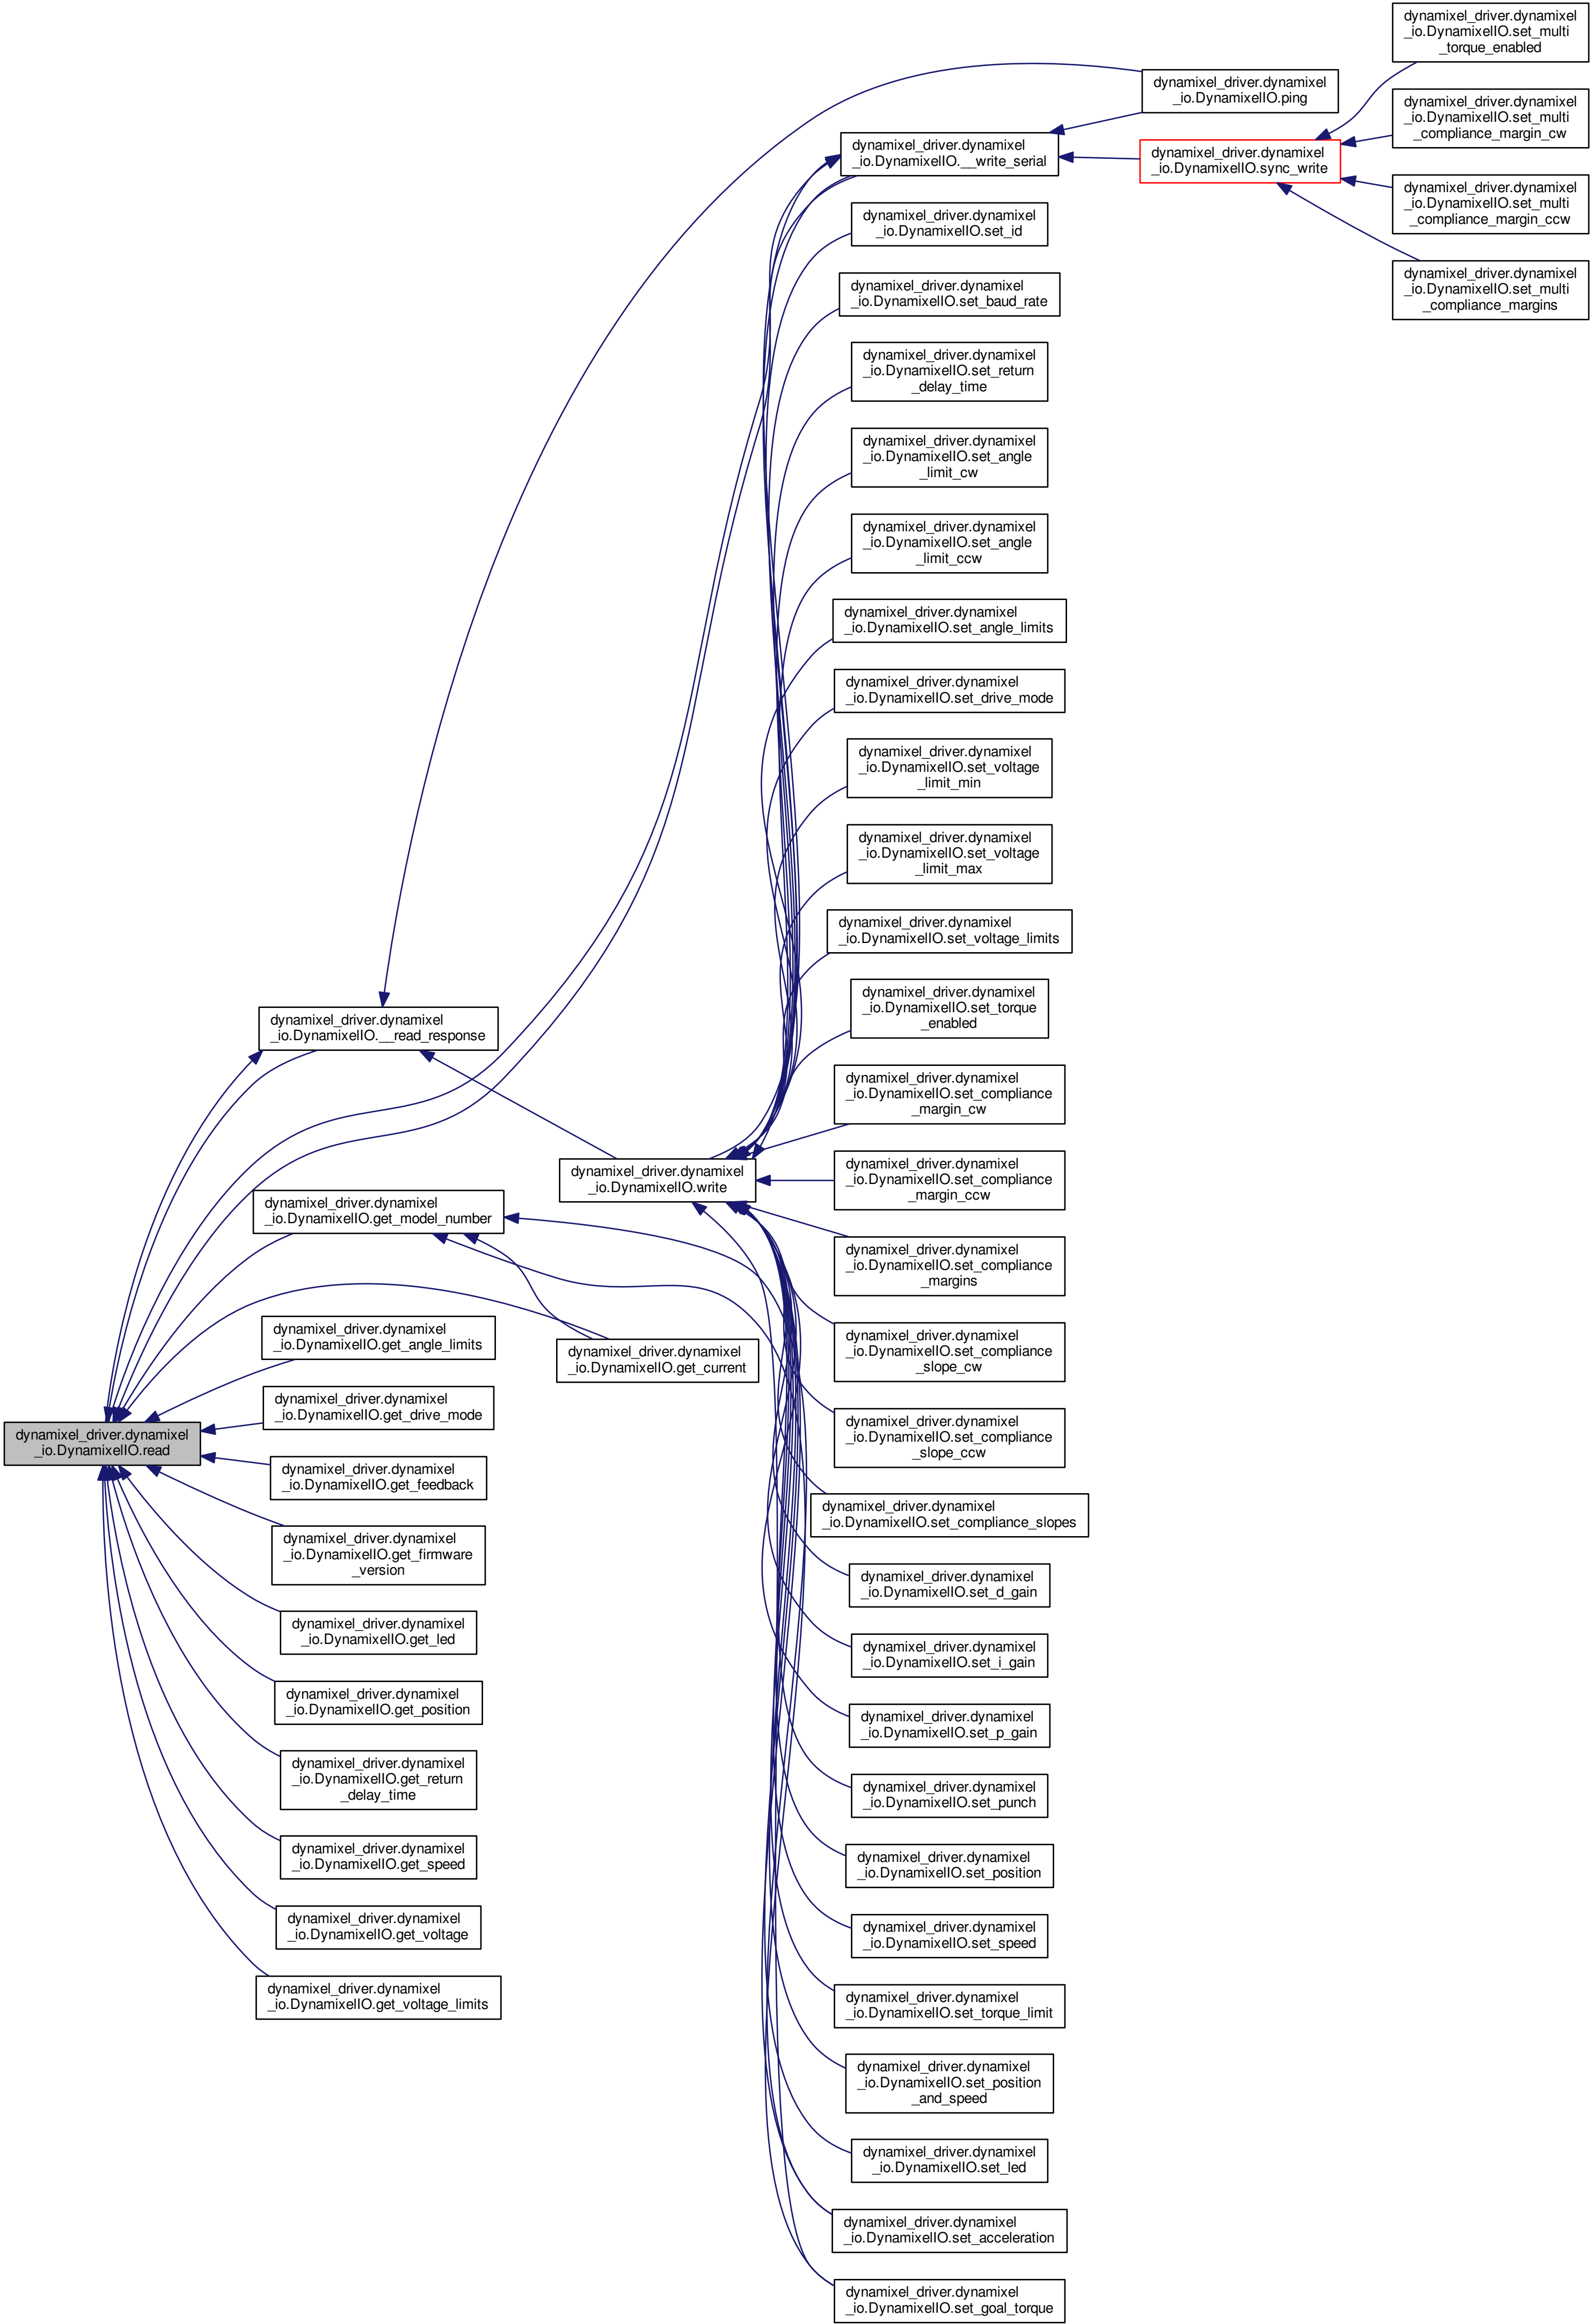 dynamixel_driver.dynamixel
_io.DynamixelIO.set_multi
_torque_enabled
dynamixel_driver.dynamixel
_io.DynamixelIO.ping
dynamixel_driver.dynamixel
_io.DynamixelIO.set_multi
_compliance_margin_cw
dynamixel_driver.dynamixel
_io.DynamixelIO.__write_serial
dynamixel_driver.dynamixel
_io.DynamixelIO.sync_write
dynamixel_driver.dynamixel
_io.DynamixelIO.set_multi
_compliance_margin_ccw
dynamixel_driver.dynamixel
_io.DynamixelIO.set_id
dynamixel_driver.dynamixel
_io.DynamixelIO.set_multi
_compliance_margins
dynamixel_driver.dynamixel
_io.DynamixelIO.set_baud_rate
dynamixel_driver.dynamixel
_io.DynamixelIO.set_return
_delay_time
dynamixel_driver.dynamixel
_io.DynamixelIO.set_angle
_limit_cw
dynamixel_driver.dynamixel
_io.DynamixelIO.set_angle
_limit_ccw
dynamixel_driver.dynamixel
_io.DynamixelIO.set_angle_limits
dynamixel_driver.dynamixel
_io.DynamixelIO.set_drive_mode
dynamixel_driver.dynamixel
_io.DynamixelIO.set_voltage
_limit_min
dynamixel_driver.dynamixel
_io.DynamixelIO.set_voltage
_limit_max
dynamixel_driver.dynamixel
_io.DynamixelIO.set_voltage_limits
dynamixel_driver.dynamixel
_io.DynamixelIO.set_torque
_enabled
dynamixel_driver.dynamixel
_io.DynamixelIO.__read_response
dynamixel_driver.dynamixel
_io.DynamixelIO.set_compliance
_margin_cw
dynamixel_driver.dynamixel
_io.DynamixelIO.write
dynamixel_driver.dynamixel
_io.DynamixelIO.set_compliance
_margin_ccw
dynamixel_driver.dynamixel
_io.DynamixelIO.get_model_number
dynamixel_driver.dynamixel
_io.DynamixelIO.set_compliance
_margins
dynamixel_driver.dynamixel
_io.DynamixelIO.get_angle_limits
dynamixel_driver.dynamixel
_io.DynamixelIO.get_current
dynamixel_driver.dynamixel
_io.DynamixelIO.set_compliance
_slope_cw
dynamixel_driver.dynamixel
_io.DynamixelIO.get_drive_mode
dynamixel_driver.dynamixel
_io.DynamixelIO.read
dynamixel_driver.dynamixel
_io.DynamixelIO.set_compliance
_slope_ccw
dynamixel_driver.dynamixel
_io.DynamixelIO.get_feedback
dynamixel_driver.dynamixel
_io.DynamixelIO.set_compliance_slopes
dynamixel_driver.dynamixel
_io.DynamixelIO.get_firmware
_version
dynamixel_driver.dynamixel
_io.DynamixelIO.set_d_gain
dynamixel_driver.dynamixel
_io.DynamixelIO.get_led
dynamixel_driver.dynamixel
_io.DynamixelIO.set_i_gain
dynamixel_driver.dynamixel
_io.DynamixelIO.get_position
dynamixel_driver.dynamixel
_io.DynamixelIO.set_p_gain
dynamixel_driver.dynamixel
_io.DynamixelIO.get_return
_delay_time
dynamixel_driver.dynamixel
_io.DynamixelIO.set_punch
dynamixel_driver.dynamixel
_io.DynamixelIO.get_speed
dynamixel_driver.dynamixel
_io.DynamixelIO.set_position
dynamixel_driver.dynamixel
_io.DynamixelIO.get_voltage
dynamixel_driver.dynamixel
_io.DynamixelIO.set_speed
dynamixel_driver.dynamixel
_io.DynamixelIO.get_voltage_limits
dynamixel_driver.dynamixel
_io.DynamixelIO.set_torque_limit
dynamixel_driver.dynamixel
_io.DynamixelIO.set_position
_and_speed
dynamixel_driver.dynamixel
_io.DynamixelIO.set_led
dynamixel_driver.dynamixel
_io.DynamixelIO.set_acceleration
dynamixel_driver.dynamixel
_io.DynamixelIO.set_goal_torque